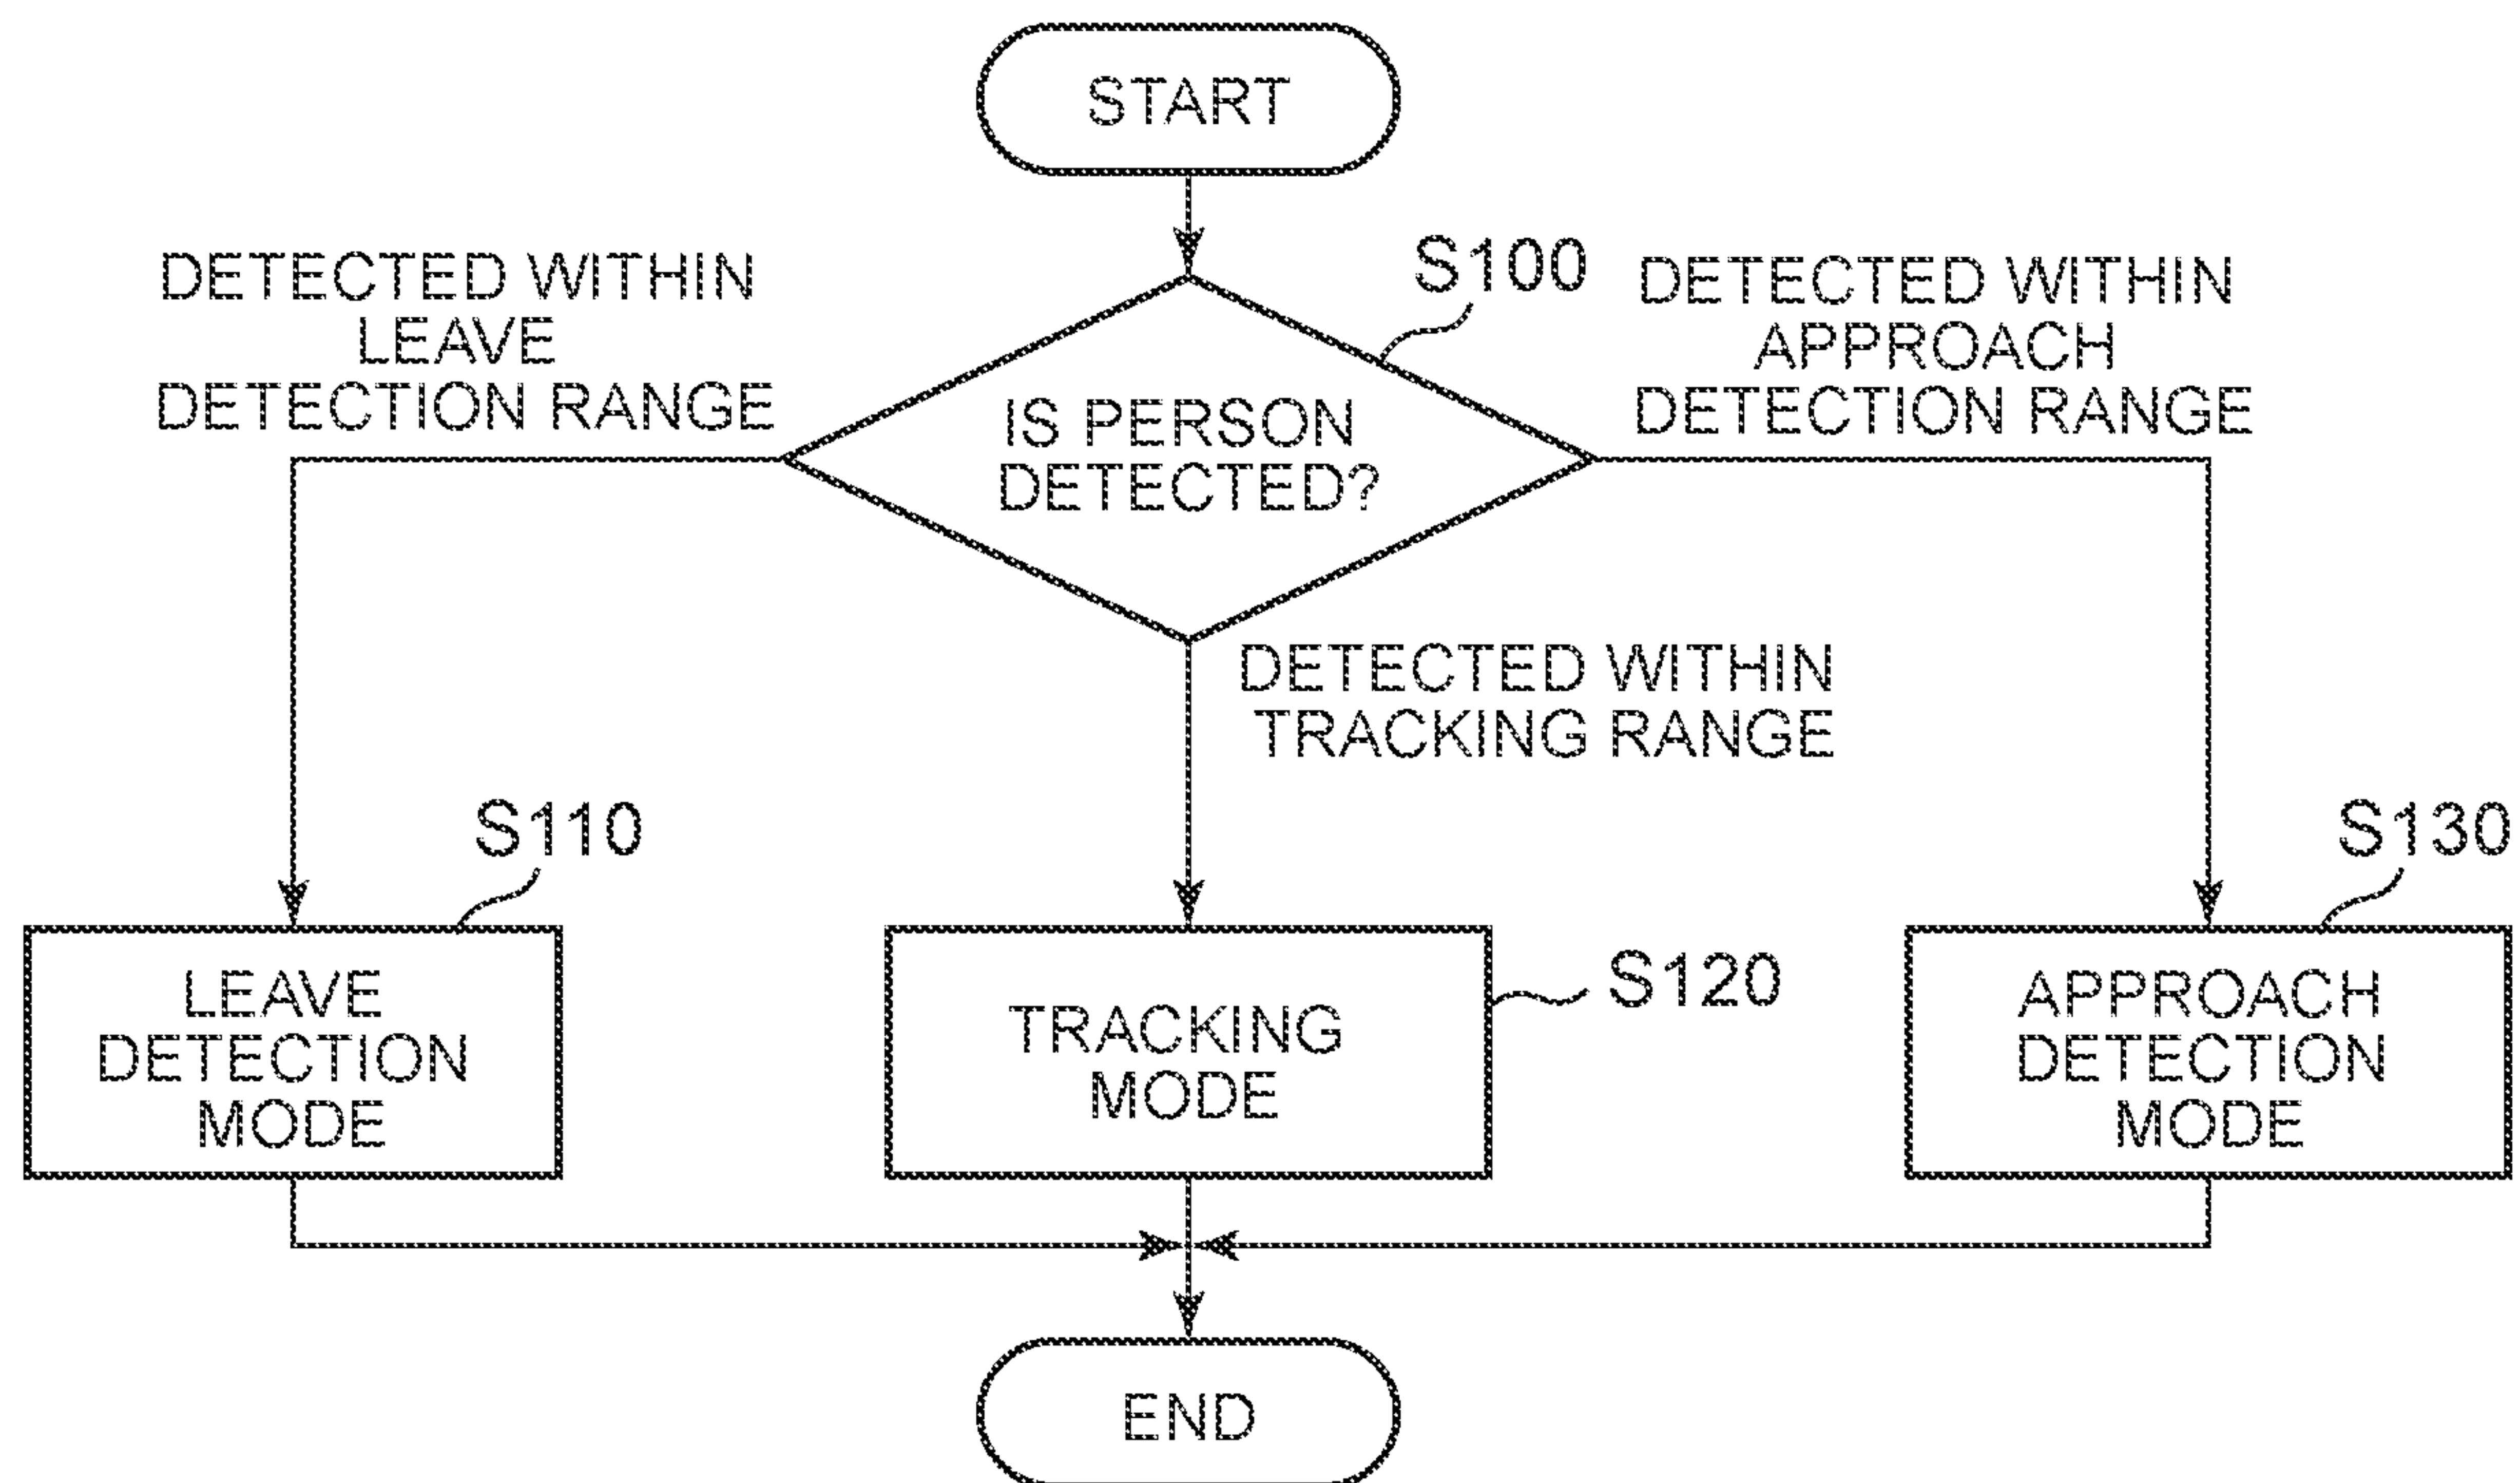 START
S100
DETECTED WITHIN
LEAVE
DETECTION RANGE
IS PERSON
DETECTED?
DETECTED WITHIN
APPROACH
DETECTION RANGE
DETECTED WITHIN
TRACKING RANGE
S110
LEAVE
DETECTION
MODE
S120
TRACKING
MODE
S130
APPROACH
DETECTION
MODE
END